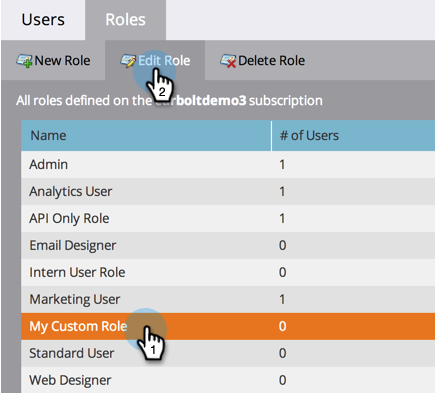 Users Roles
New Role Edit Role Delete Role
2
All roles defined on the boltdemo3 subscription
Name # of Users
Admin 1
Analytics User 1
API Only Role 1
Email Designer 0
Intern User Role 0
Marketing User 1
My Custom Role 0
1
Standard User 0
Web Designer 0